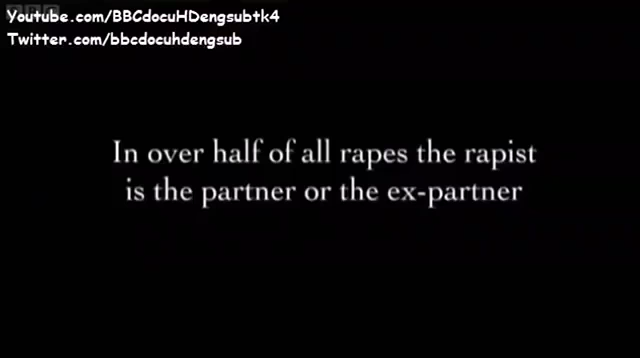 Youtube.com/BBCdocuHDengsubtk4
Twitter.com/bbcdocuhdengsub
In over half of all rapes the rapist
is the partner or the ex-partner